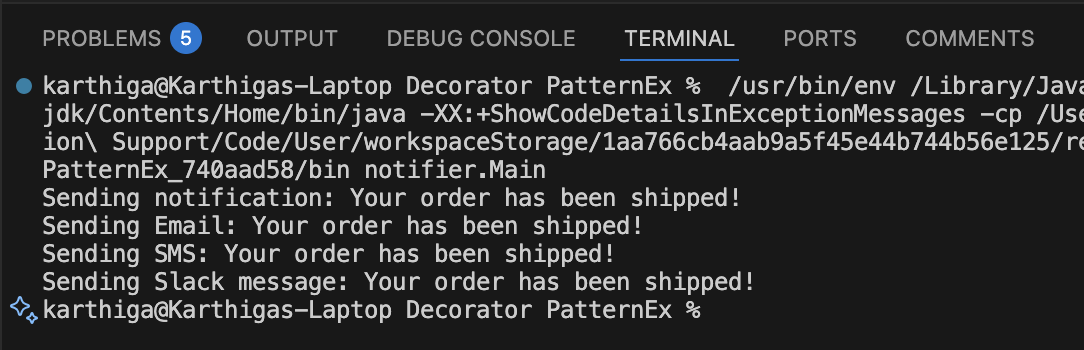 PROBLEMS 5 OUTPUT DEBUG CONSOLE TERMINAL PORTS COMMENTS
karthiga@Karthigas-Laptop Decorator PatternEx %  /usr/bin/env /Library/Java
jdk/Contents/Home/bin/java -XX:+ShowCodeDetailsInExceptionMessages -cp /Use
ion\ Support/Code/User/workspaceStorage/1aa766cb4aab9a5f45e44b744b56e125/re
PatternEx_740aad58/bin notifier.Main
Sending notification: Your order has been shipped!
Sending Email: Your order has been shipped!
Sending SMS: Your order has been shipped!
Sending Slack message: Your order has been shipped!
karthiga@Karthigas-Laptop Decorator PatternEx %